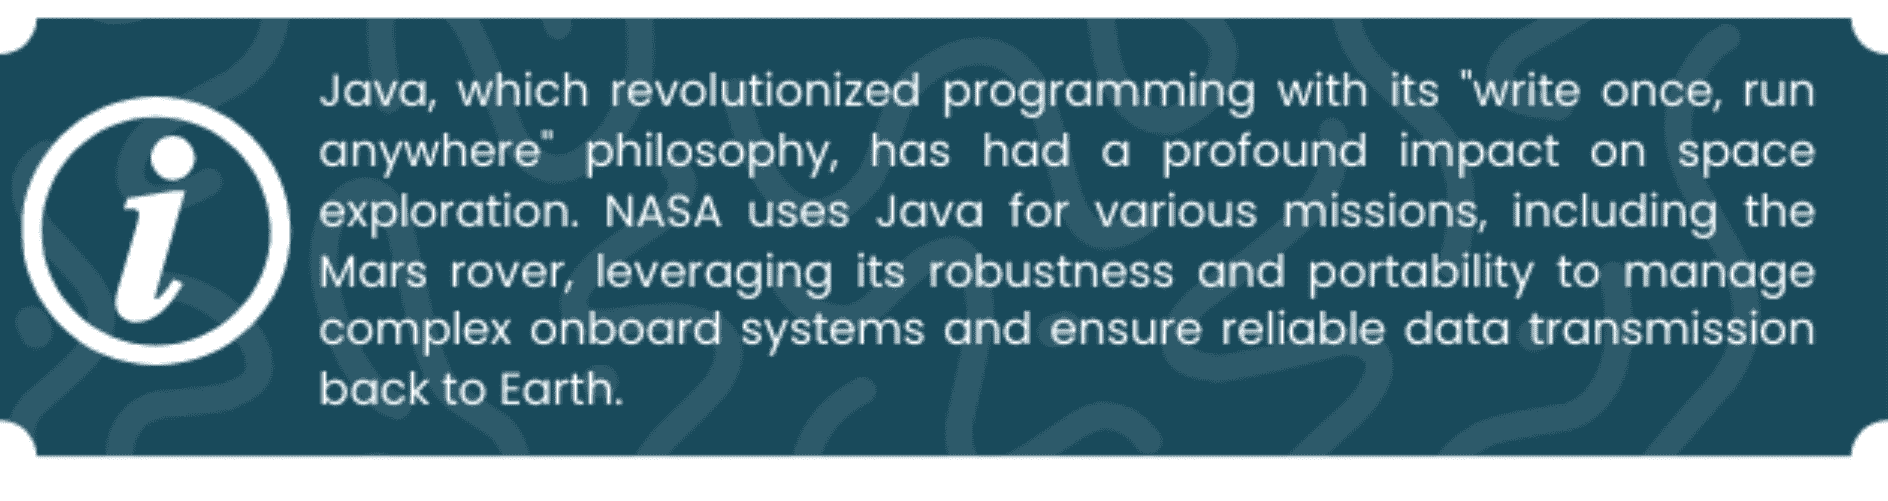 Java, which revolutionized programming with its "write once, run
anywhere" philosophy, has had a profound impact on space
exploration. NASA uses Java for various missions, including the
Mars rover, leveraging its robustness and portability to manage
complex onboard systems and ensure reliable data transmission
back to Earth.